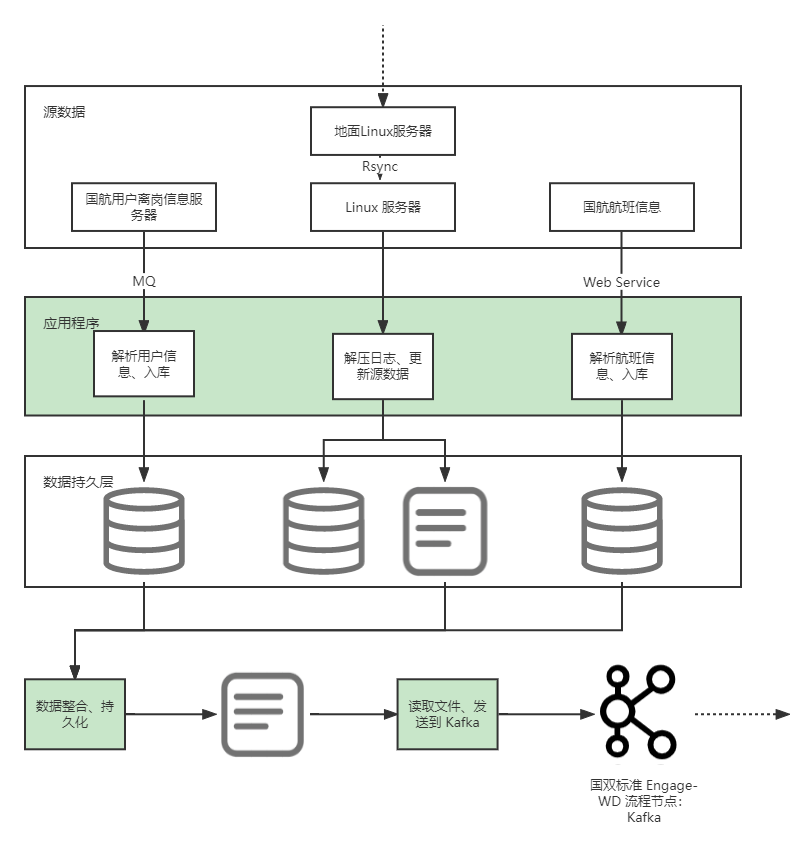 源数据
地面Linux服务器
Rsync
国航用户离岗信息服
务器
Linux 服务器
国航航班信息
MQ
Web Service
应用程序
解析用户信
息、入库
解压日志、更
新源数据
解析航班信
息、入库
数据持久层
数据整合、持
久化
读取文件、发
送到 Kafka
国双标准 Engage-
WD 流程节点：
Kafka